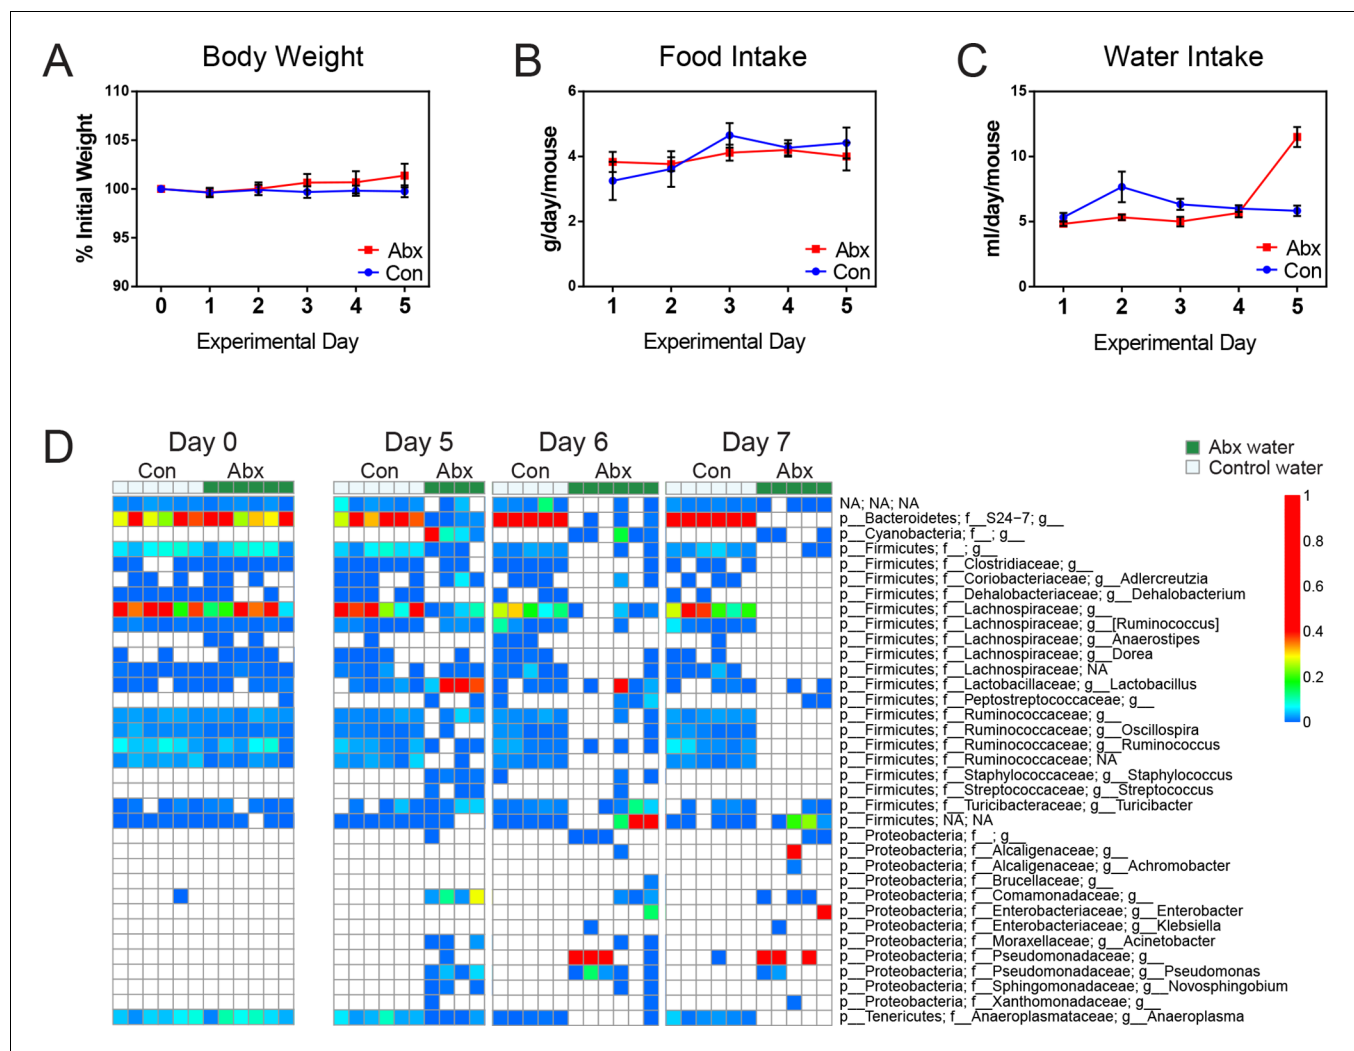 A Body Weight
110
105
100
95
90
% Initial Weight
Abx
Con
0 1 2 3 4 5
Experimental Day
B Food Intake
6
4
2
0
g/day/mouse
Abx
Con
1 2 3 4 5
Experimental Day
C Water Intake
15
10
5
0
ml/day/mouse
Abx
Con
1 2 3 4 5
Experimental Day
D
Day 0 Day 5 Day 6 Day 7
Con Abx Con Abx Con Abx Con Abx
Abx water
Control water
NA; NA; NA
p__Bacteroidetes; f__S24−7; g__
p__Cyanobacteria; f__; g__
p__Firmicutes; f__; g__
p__Firmicutes; f__Clostridiaceae; g__
p__Firmicutes; f__Coriobacteriaceae; g__Adlercreutzia
p__Firmicutes; f__Dehalobacteriaceae; g__Dehalobacterium
p__Firmicutes; f__Lachnospiraceae; g__
p__Firmicutes; f__Lachnospiraceae; g__[Ruminococcus]
p__Firmicutes; f__Lachnospiraceae; g__Anaerostipes
p__Firmicutes; f__Lachnospiraceae; g__Dorea
p__Firmicutes; f__Lachnospiraceae; NA
p__Firmicutes; f__Lactobacillaceae; g__Lactobacillus
p__Firmicutes; f__Peptostreptococcaceae; g__
p__Firmicutes; f__Ruminococcaceae; g__
p__Firmicutes; f__Ruminococcaceae; g__Oscillospira
p__Firmicutes; f__Ruminococcaceae; g__Ruminococcus
p__Firmicutes; f__Ruminococcaceae; NA
p__Firmicutes; f__Staphylococcaceae; g__Staphylococcus
p__Firmicutes; f__Streptococcaceae; g__Streptococcus
p__Firmicutes; f__Turicibacteraceae; g__Turicibacter
p__Firmicutes; NA; NA
p__Proteobacteria; f__; g__
p__Proteobacteria; f__Alcaligenaceae; g__
p__Proteobacteria; f__Alcaligenaceae; g__Achromobacter
p__Proteobacteria; f__Brucellaceae; g__
p__Proteobacteria; f__Comamonadaceae; g__
p__Proteobacteria; f__Enterobacteriaceae; g__Enterobacter
p__Proteobacteria; f__Enterobacteriaceae; g__Klebsiella
p__Proteobacteria; f__Moraxellaceae; g__Acinetobacter
p__Proteobacteria; f__Pseudomonadaceae; g__
p__Proteobacteria; f__Pseudomonadaceae; g__Pseudomonas
p__Proteobacteria; f__Sphingomonadaceae; g__Novosphingobium
p__Proteobacteria; f__Xanthomonadaceae; g__
p__Tenericutes; f__Anaeroplasmataceae; g__Anaeroplasma
1
0.8
0.6
0.4
0.2
0